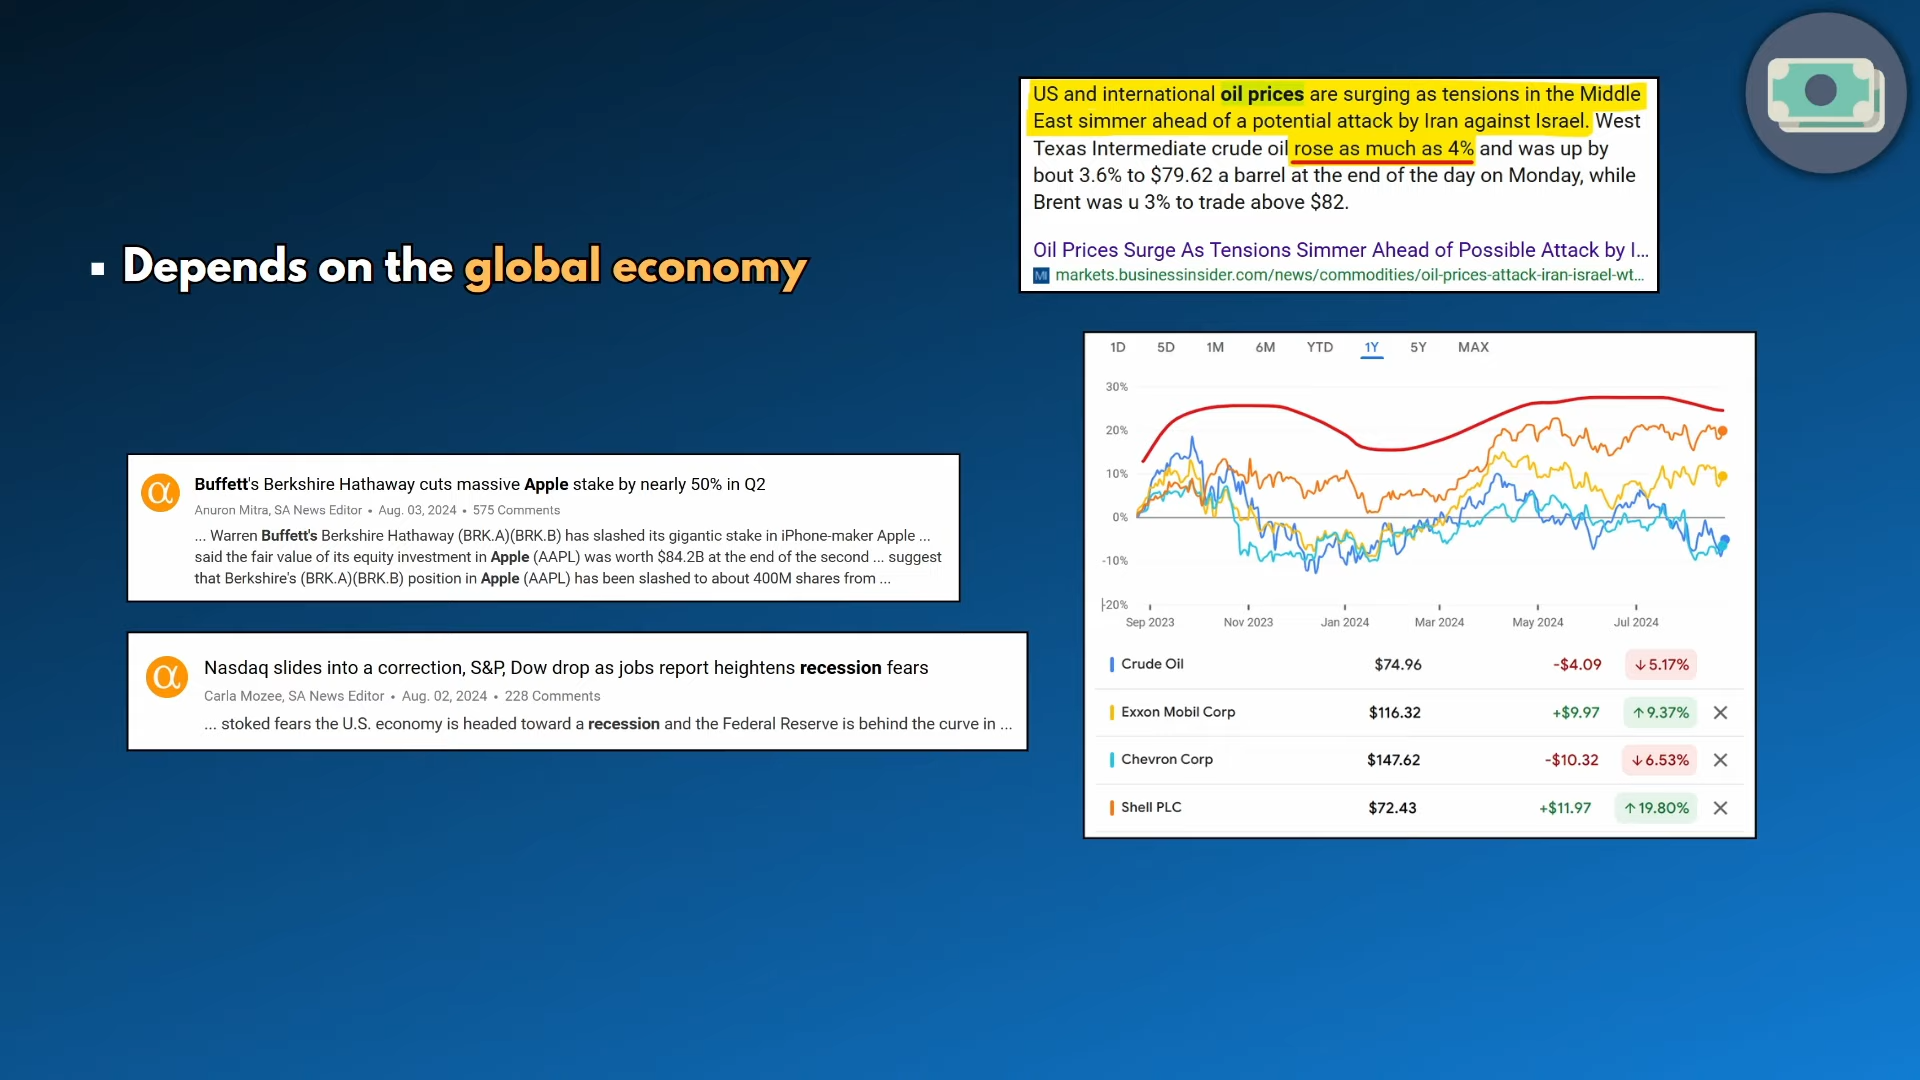 ▪ Depends on the global economy
US and international oil prices are surging as tensions in the Middle
East simmer ahead of a potential attack by Iran against Israel. West
Texas Intermediate crude oil rose as much as 4% and was up by
bout 3.6% to $79.62 a barrel at the end of the day on Monday, while
Brent was u 3% to trade above $82.
Oil Prices Surge As Tensions Simmer Ahead of Possible Attack by I...
MI markets.businessinsider.com/news/commodities/oil-prices-attack-iran-israel-wt...
α
Buffett's Berkshire Hathaway cuts massive Apple stake by nearly 50% in Q2
Anuron Mitra, SA News Editor • Aug. 03, 2024 • 575 Comments
... Warren Buffett's Berkshire Hathaway (BRK.A)(BRK.B) has slashed its gigantic stake in iPhone-maker Apple ...
said the fair value of its equity investment in Apple (AAPL) was worth $84.2B at the end of the second ... suggest
that Berkshire's (BRK.A)(BRK.B) position in Apple (AAPL) has been slashed to about 400M shares from ...
α
Nasdaq slides into a correction, S&P, Dow drop as jobs report heightens recession fears
Carla Mozee, SA News Editor • Aug. 02, 2024 • 228 Comments
... stoked fears the U.S. economy is headed toward a recession and the Federal Reserve is behind the curve in ...
1D 5D 1M 6M YTD 1Y 5Y MAX
30%
20%
10%
0%
-10%
-20%
Sep 2023 Nov 2023 Jan 2024 Mar 2024 May 2024 Jul 2024
Crude Oil $74.96 -$4.09 ↓5.17%
Exxon Mobil Corp $116.32 +$9.97 ↑9.37% ✕
Chevron Corp $147.62 -$10.32 ↓6.53% ✕
Shell PLC $72.43 +$11.97 ↑19.80% ✕